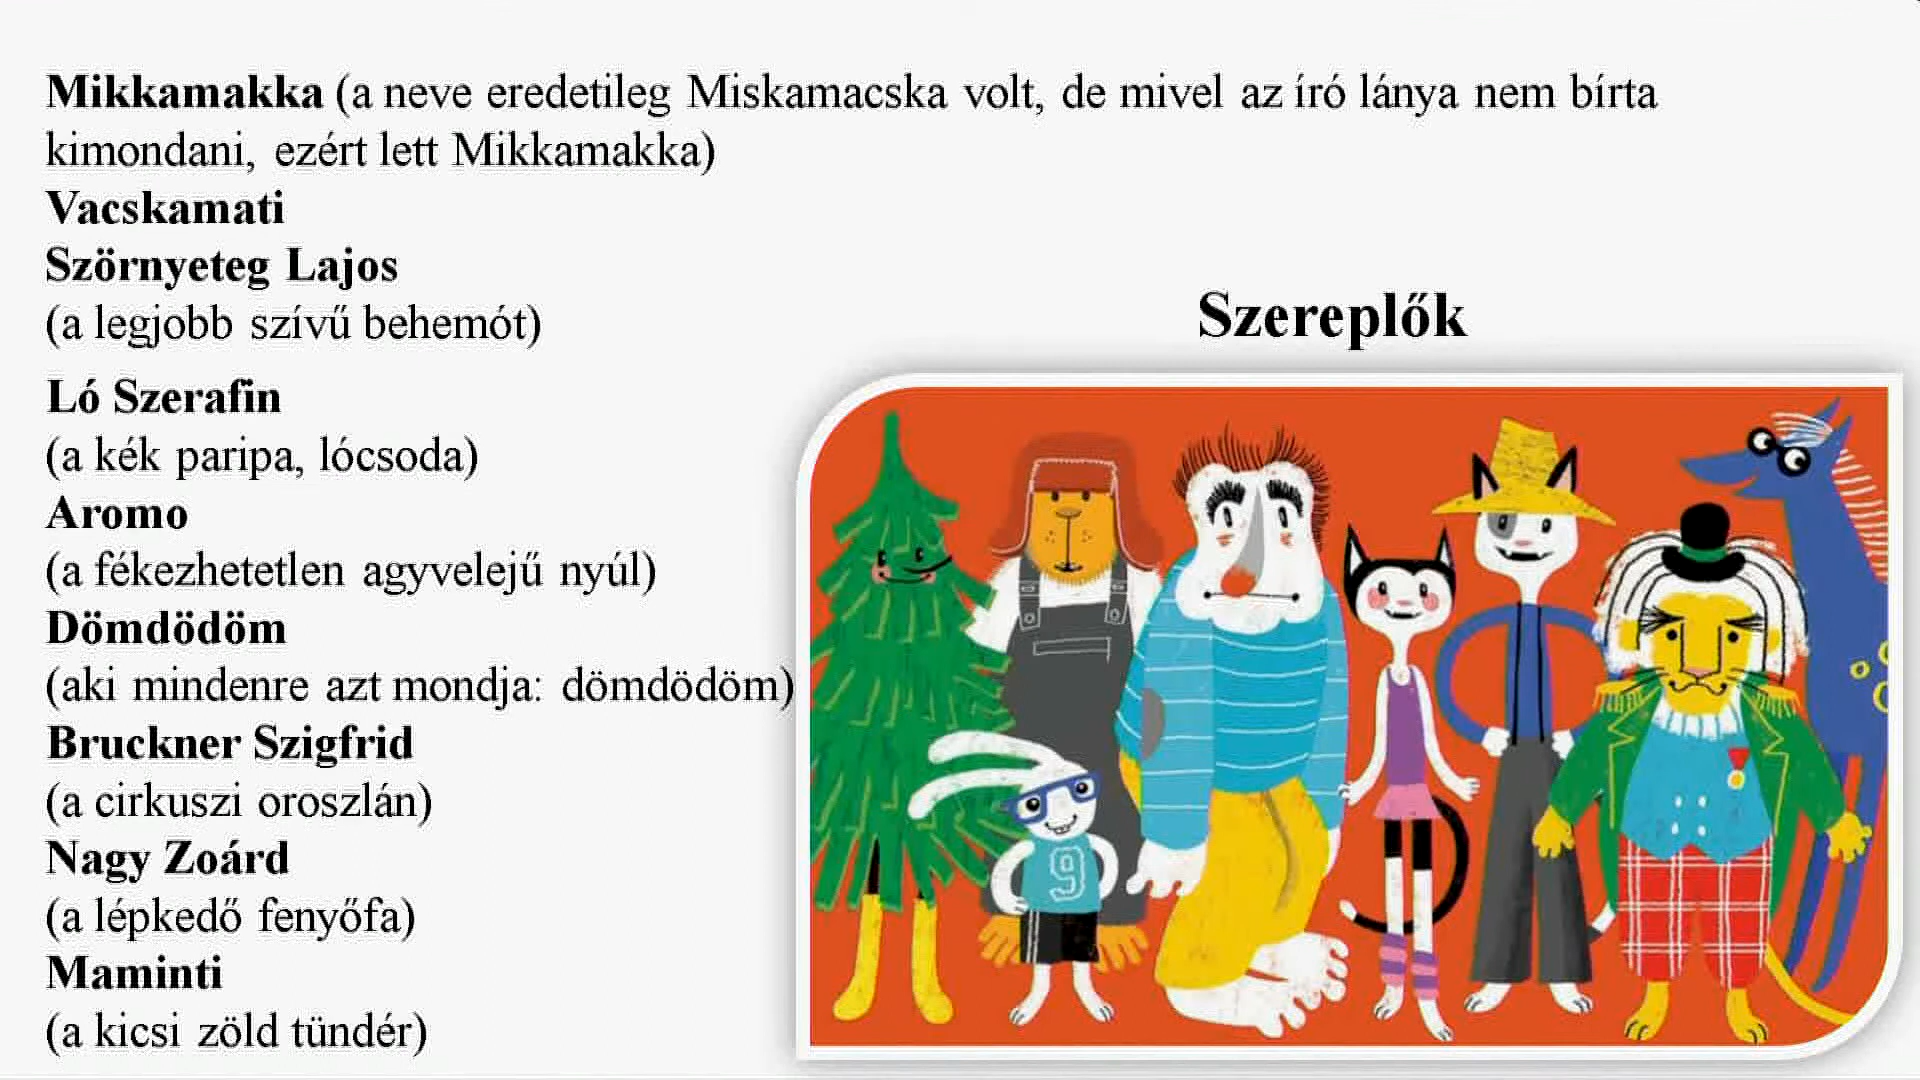 Mikkamakka (a neve eredetileg Miskamacska volt, de mivel az író lánya nem bírta
kimondani, ezért lett Mikkamakka)
Vacskamati
Szörnyeteg Lajos
(a legjobb szívű behemót)
Szereplők
Ló Szerafin
(a kék paripa, lócsoda)
Aromo
(a fékezhetetlen agyvelejű nyúl)
Dömdödöm
(aki mindenre azt mondja: dömdödöm)
Bruckner Szigfrid
(a cirkuszi oroszlán)
Nagy Zoárd
(a lépkedő fenyőfa)
Maminti
(a kicsi zöld tündér)
9